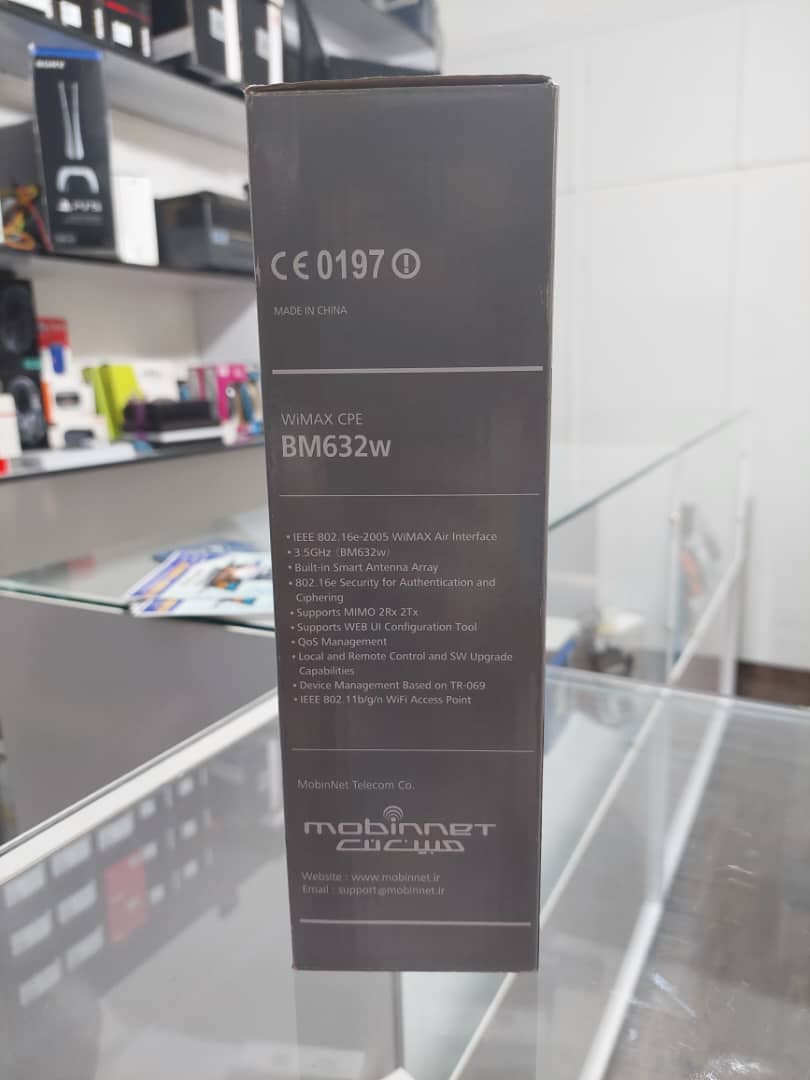 SONY
PS5
CE 0197
MADE IN CHINA
WiMAX CPE
BM632w
• IEEE 802.16e-2005 WiMAX Air Interface
• 3.5GHz (BM632w)
• Built-in Smart Antenna Array
• 802.16e Security for Authentication and
Ciphering
• Supports MIMO 2Rx 2Tx
• Supports WEB UI Configuration Tool
• QoS Management
• Local and Remote Control and SW Upgrade
Capabilities
• Device Management Based on TR-069
• IEEE 802.11b/g/n WiFi Access Point
MobinNet Telecom Co.
mobinnet
مبین نت
Website : www.mobinnet.ir
Email : support@mobinnet.ir